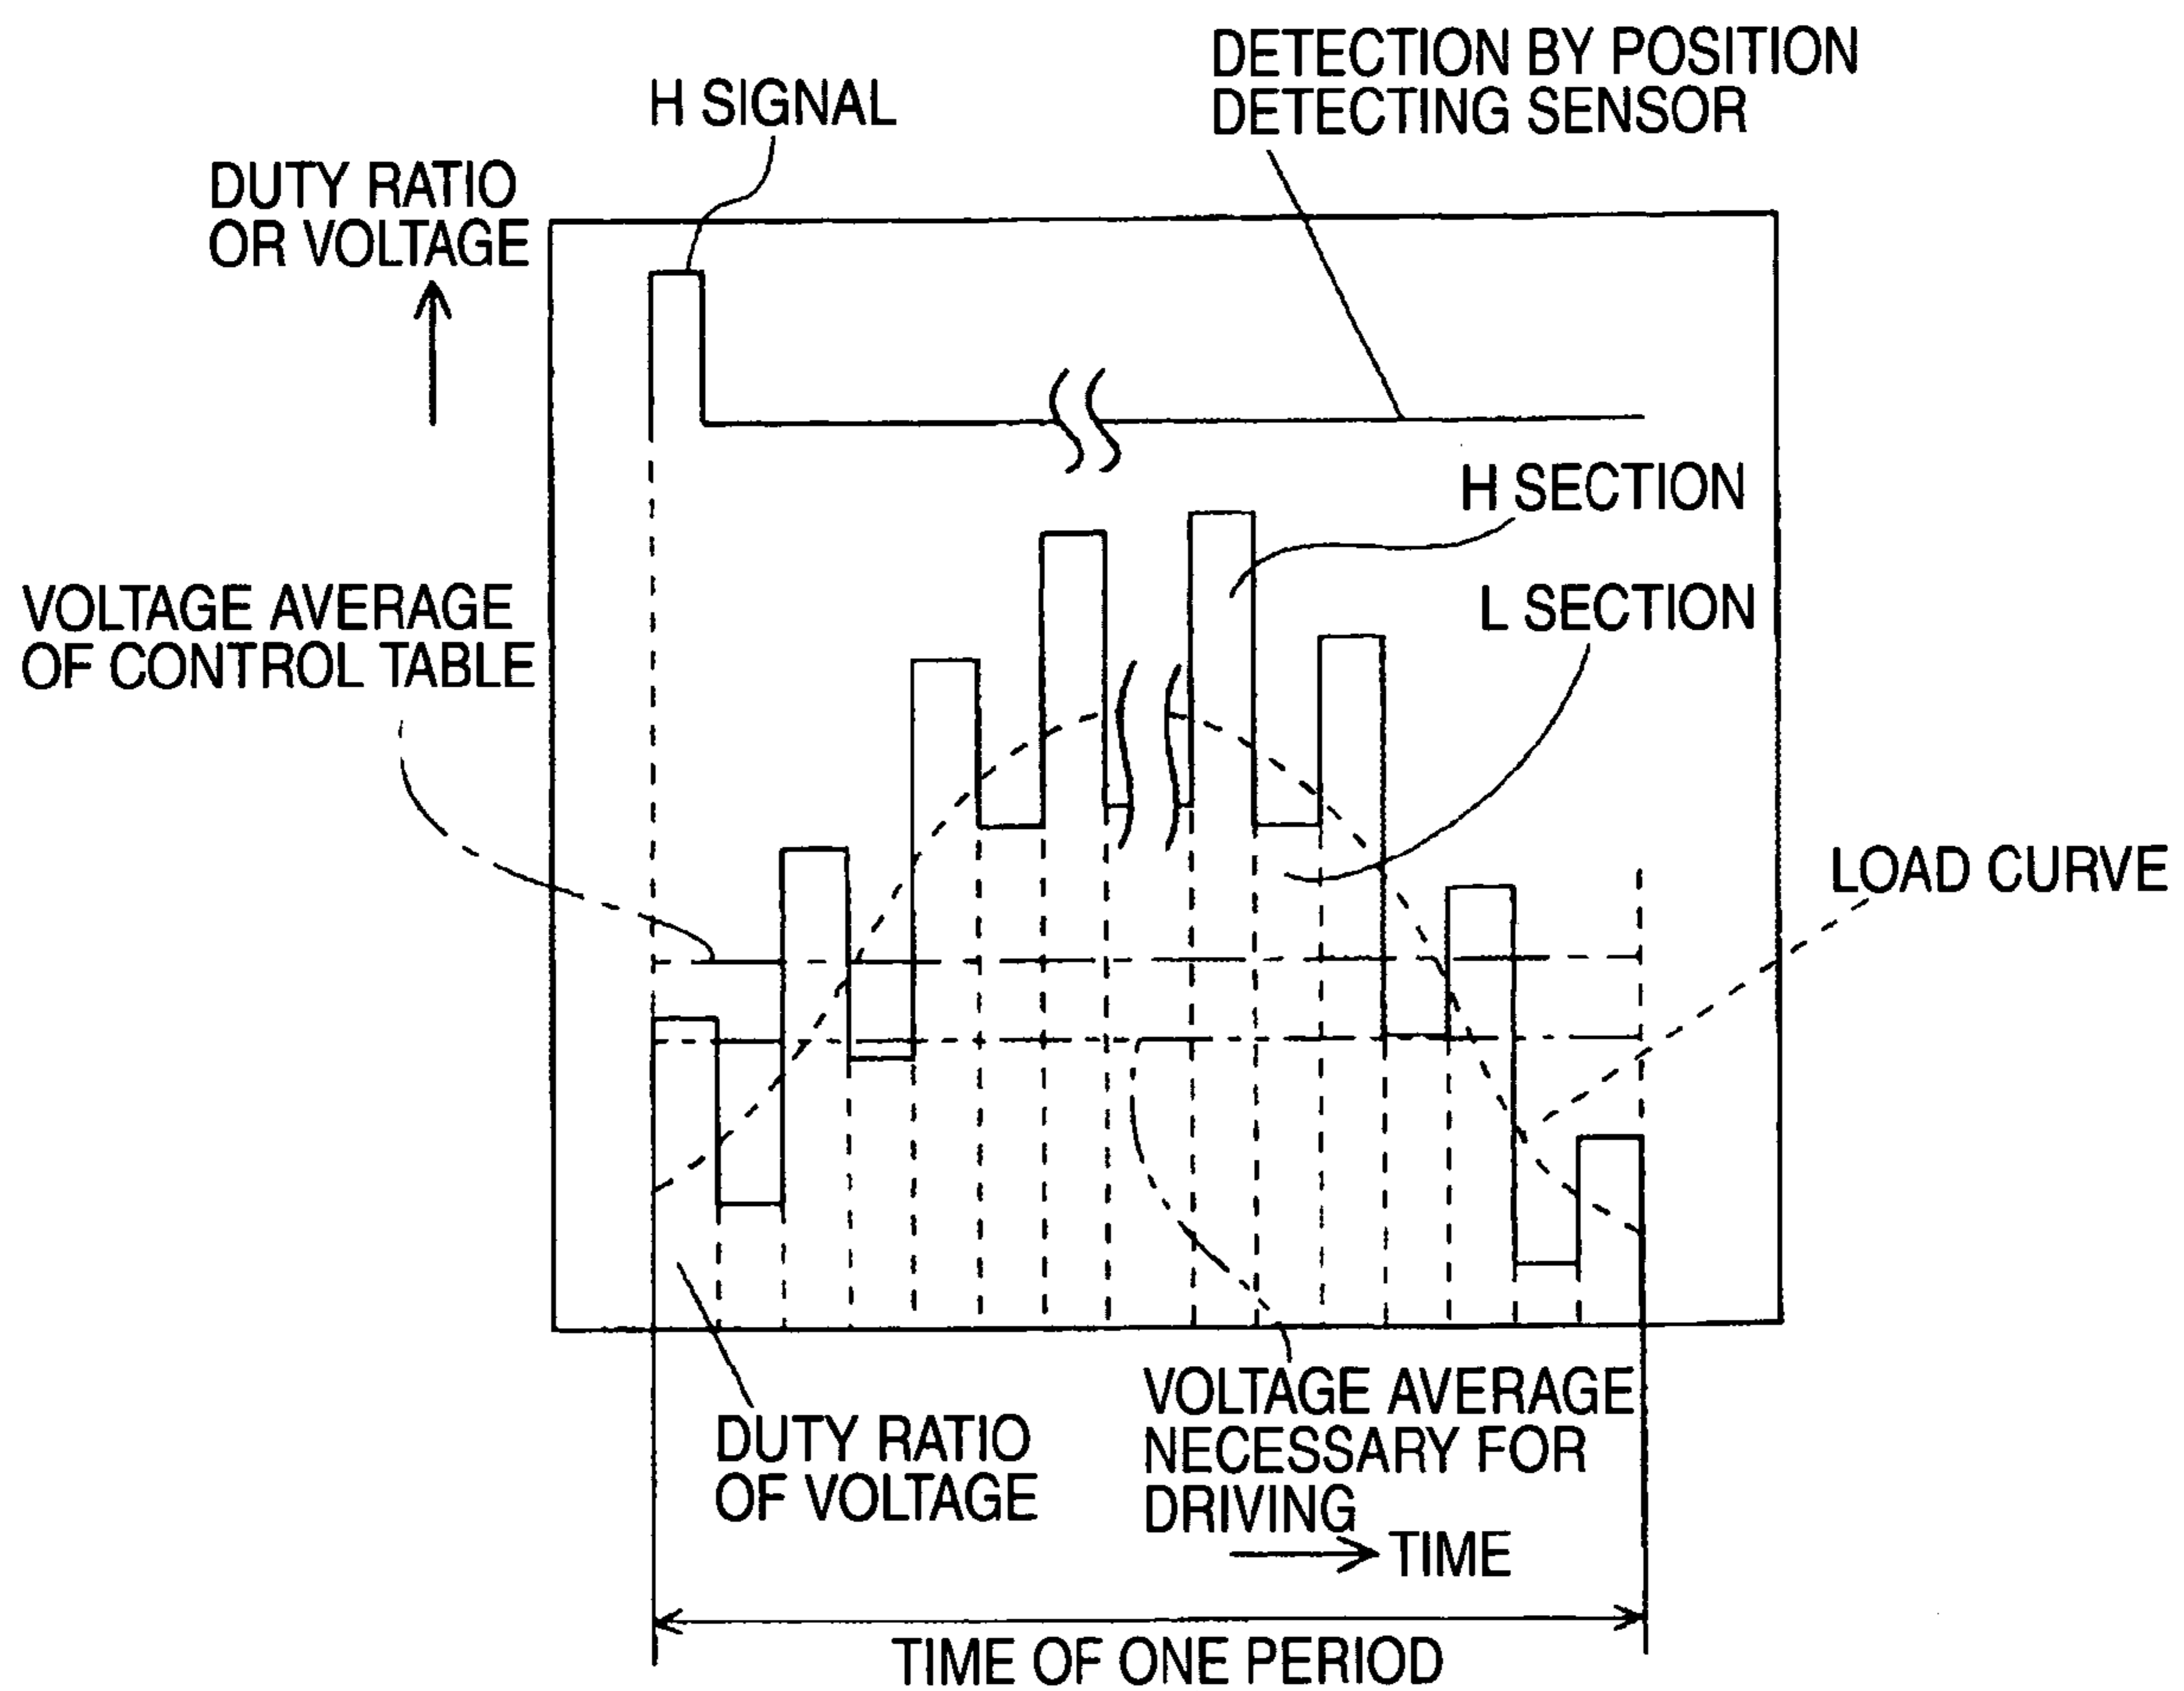 DETECTION BY POSITION
DETECTING SENSOR
H SIGNAL
DUTY RATIO
OR VOLTAGE
H SECTION
L SECTION
VOLTAGE AVERAGE
OF CONTROL TABLE
LOAD CURVE
VOLTAGE AVERAGE
NECESSARY FOR
DRIVING
DUTY RATIO
OF VOLTAGE
TIME
TIME OF ONE PERIOD